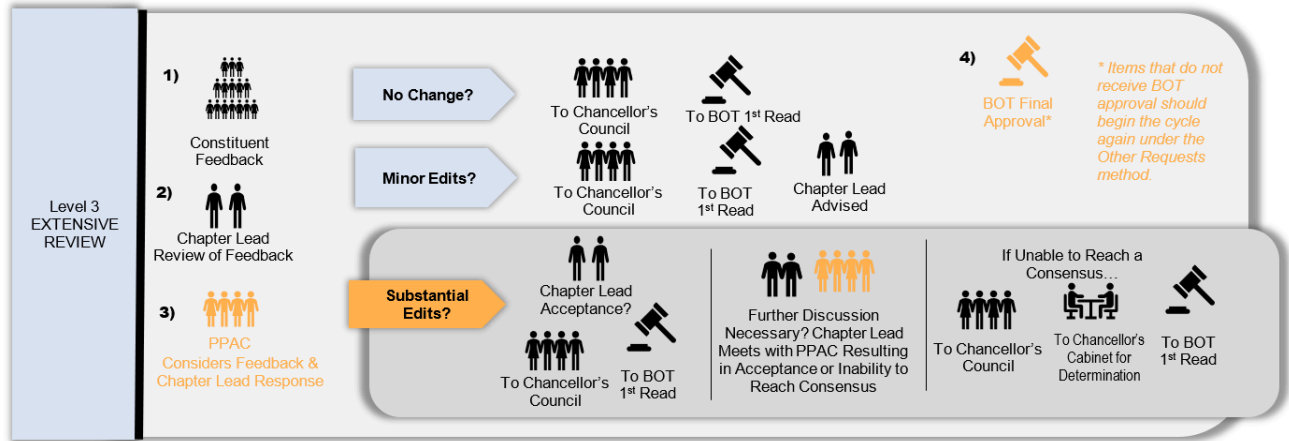 Level 3
EXTENSIVE
REVIEW
1)
Constituent
Feedback
2)
Chapter Lead
Review of Feedback
3)
PPAC
Considers Feedback &
Chapter Lead Response
No Change?
To Chancellor's
Council
To BOT 1st Read
Minor Edits?
To Chancellor's
Council
To BOT
1st Read
Chapter Lead
Advised
4)
BOT Final
Approval*
* Items that do not
receive BOT
approval should
begin the cycle
again under the
Other Requests
method.
Substantial
Edits?
Chapter Lead
Acceptance?
To Chancellor's
Council
To BOT
1st Read
Further Discussion
Necessary? Chapter Lead
Meets with PPAC Resulting
in Acceptance or Inability to
Reach Consensus
If Unable to Reach a
Consensus...
To Chancellor's
Council
To Chancellor's
Cabinet for
Determination
To BOT
1st Read